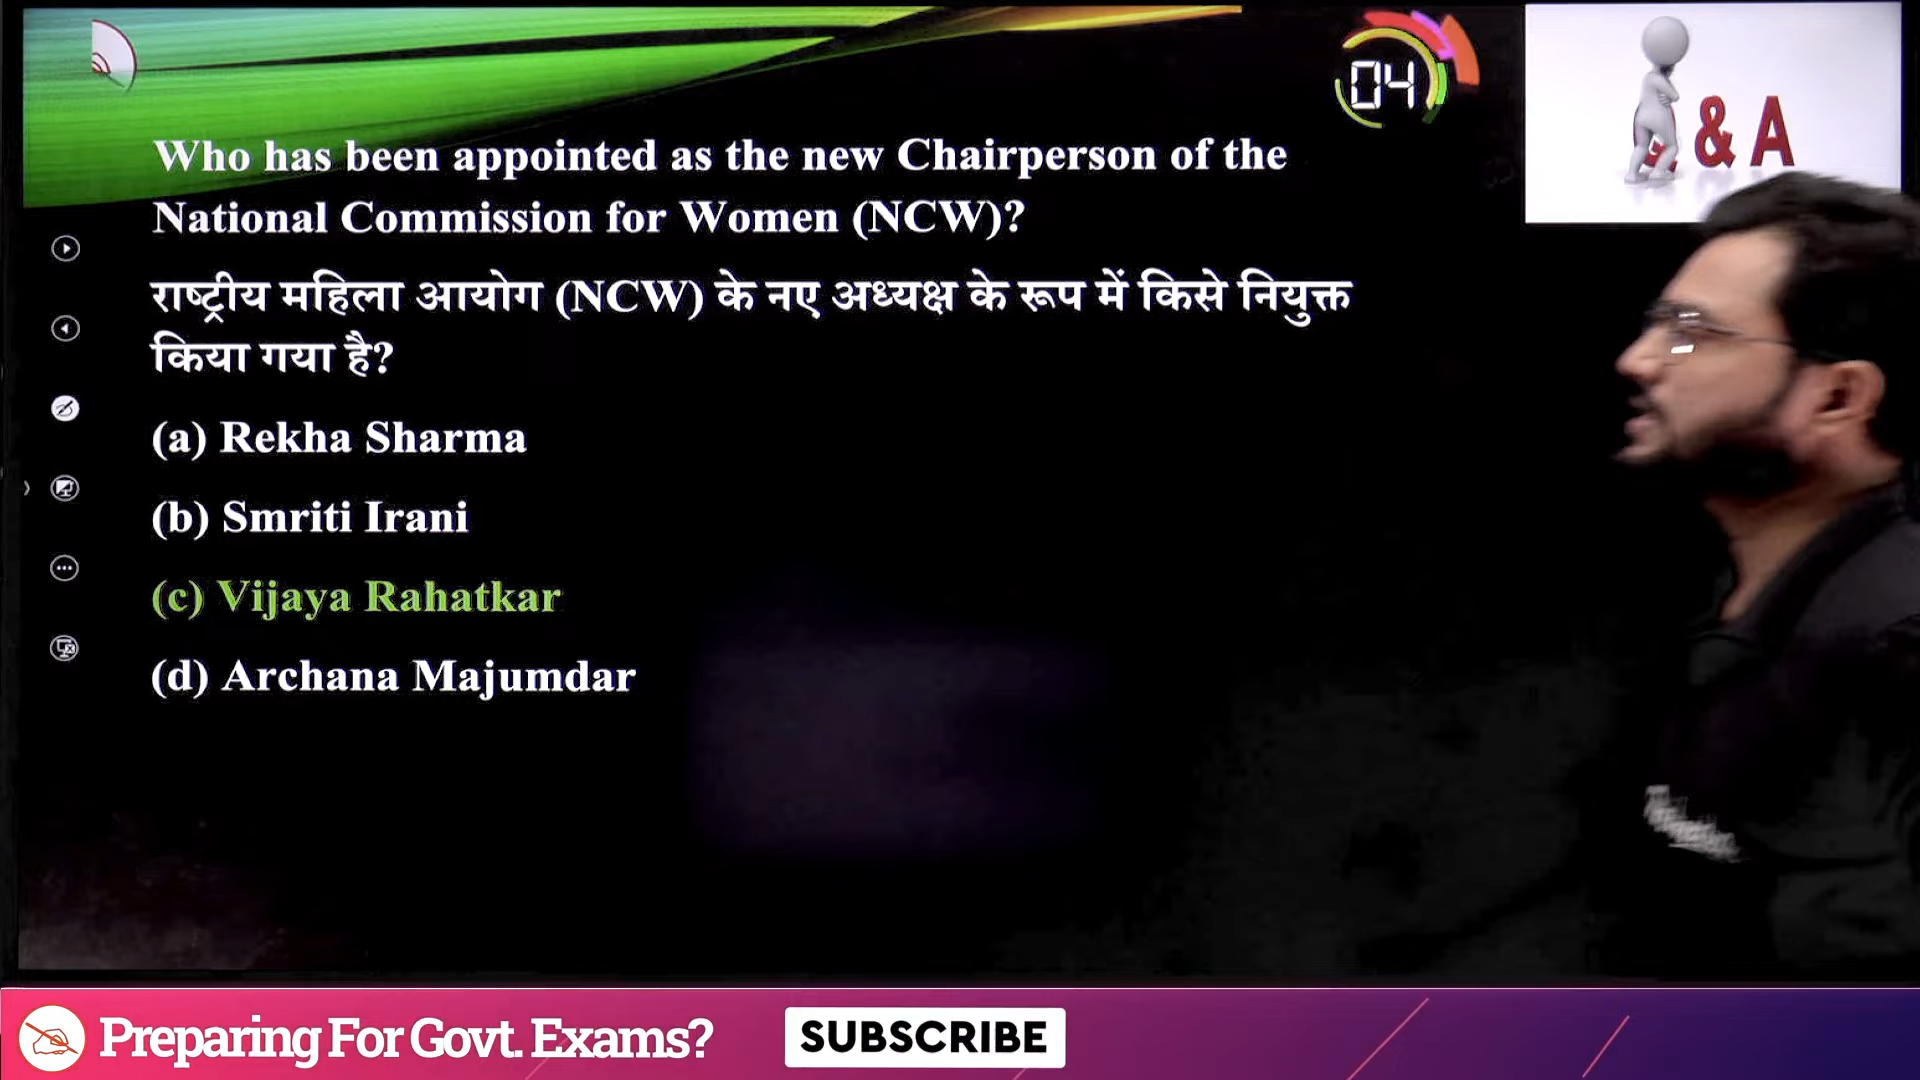 04
& A
Who has been appointed as the new Chairperson of the
National Commission for Women (NCW)?
राष्ट्रीय महिला आयोग (NCW) के नए अध्यक्ष के रूप में किसे नियुक्त
किया गया है?
(a) Rekha Sharma
(b) Smriti Irani
(c) Vijaya Rahatkar
(d) Archana Majumdar
Preparing For Govt. Exams?
SUBSCRIBE